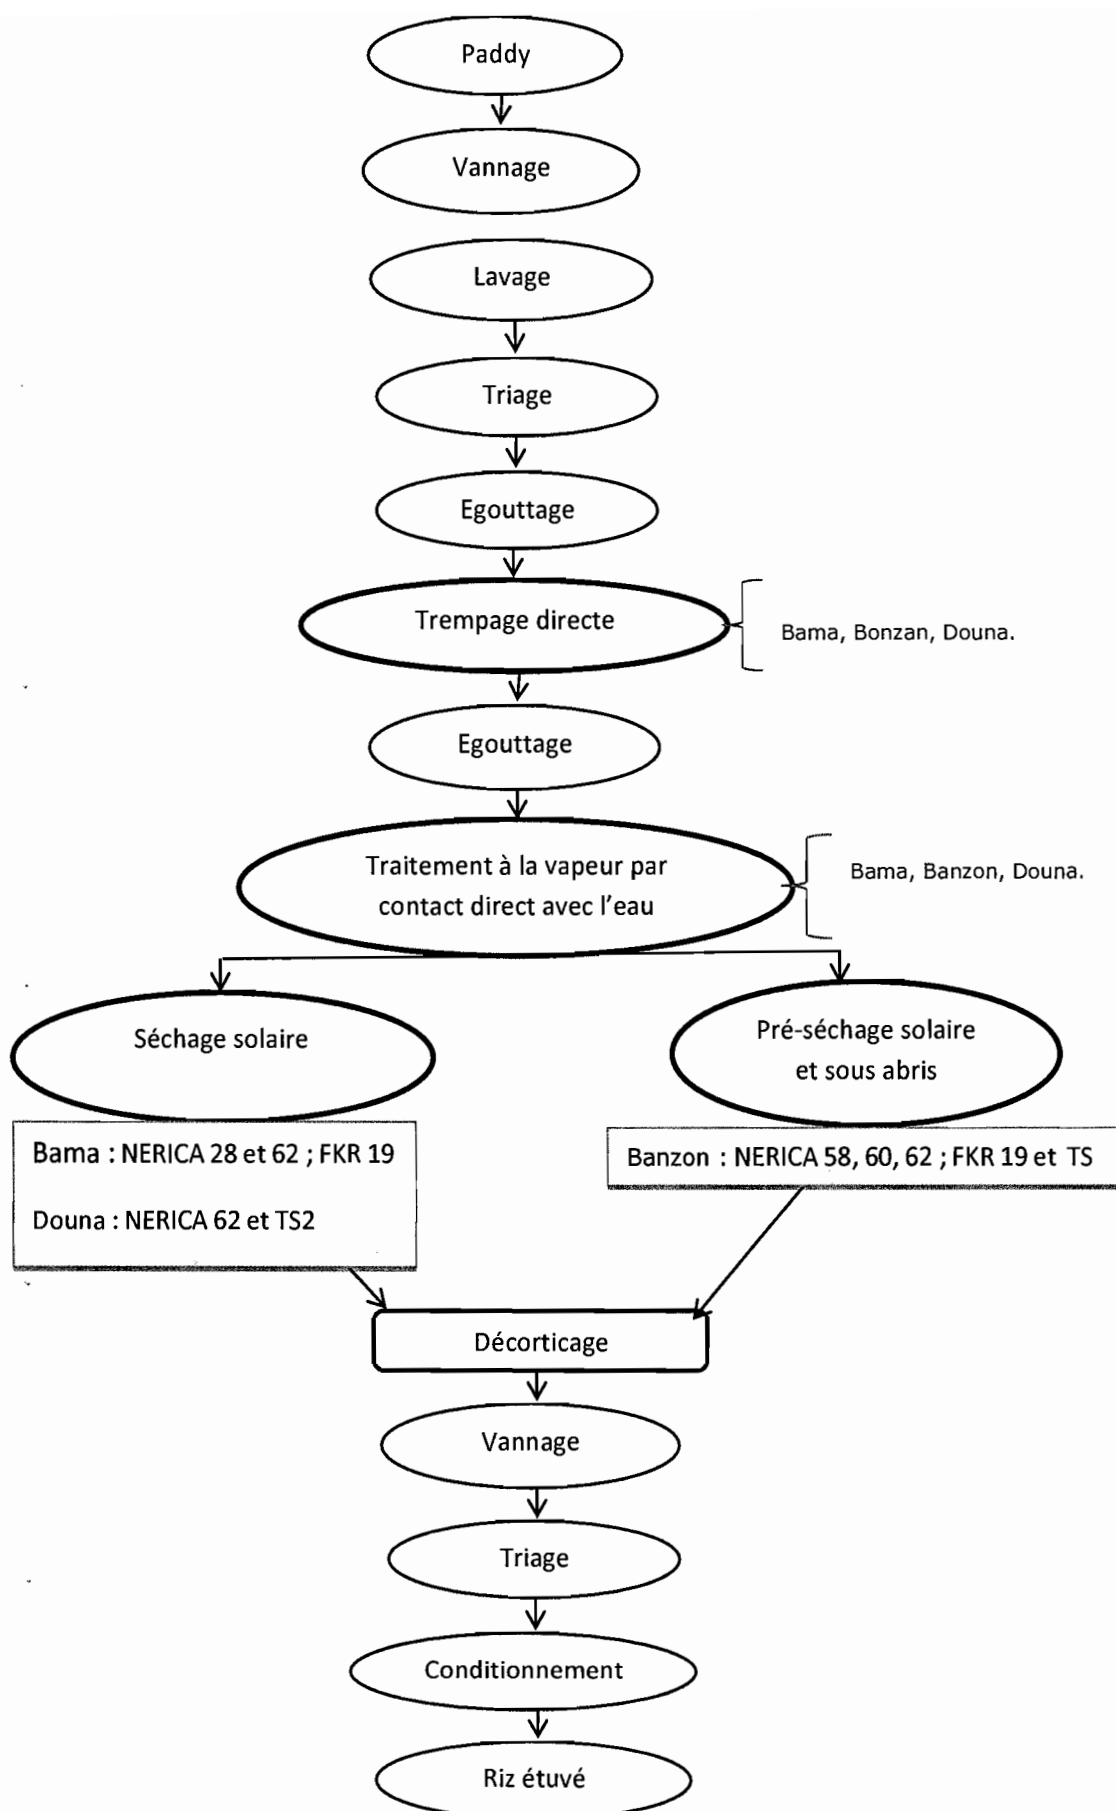 Paddy
Vannage
Lavage
Triage
Egouttage
Trempage directe
Bama, Bonzan, Douna.
Egouttage
Traitement à la vapeur par
contact direct avec l'eau
Bama, Banzon, Douna.
Séchage solaire
Pré-séchage solaire
et sous abris
Bama : NERICA 28 et 62 ; FKR 19
Douna : NERICA 62 et TS2
Banzon : NERICA 58, 60, 62 ; FKR 19 et TS
Décorticage
Vannage
Triage
Conditionnement
Riz étuvé